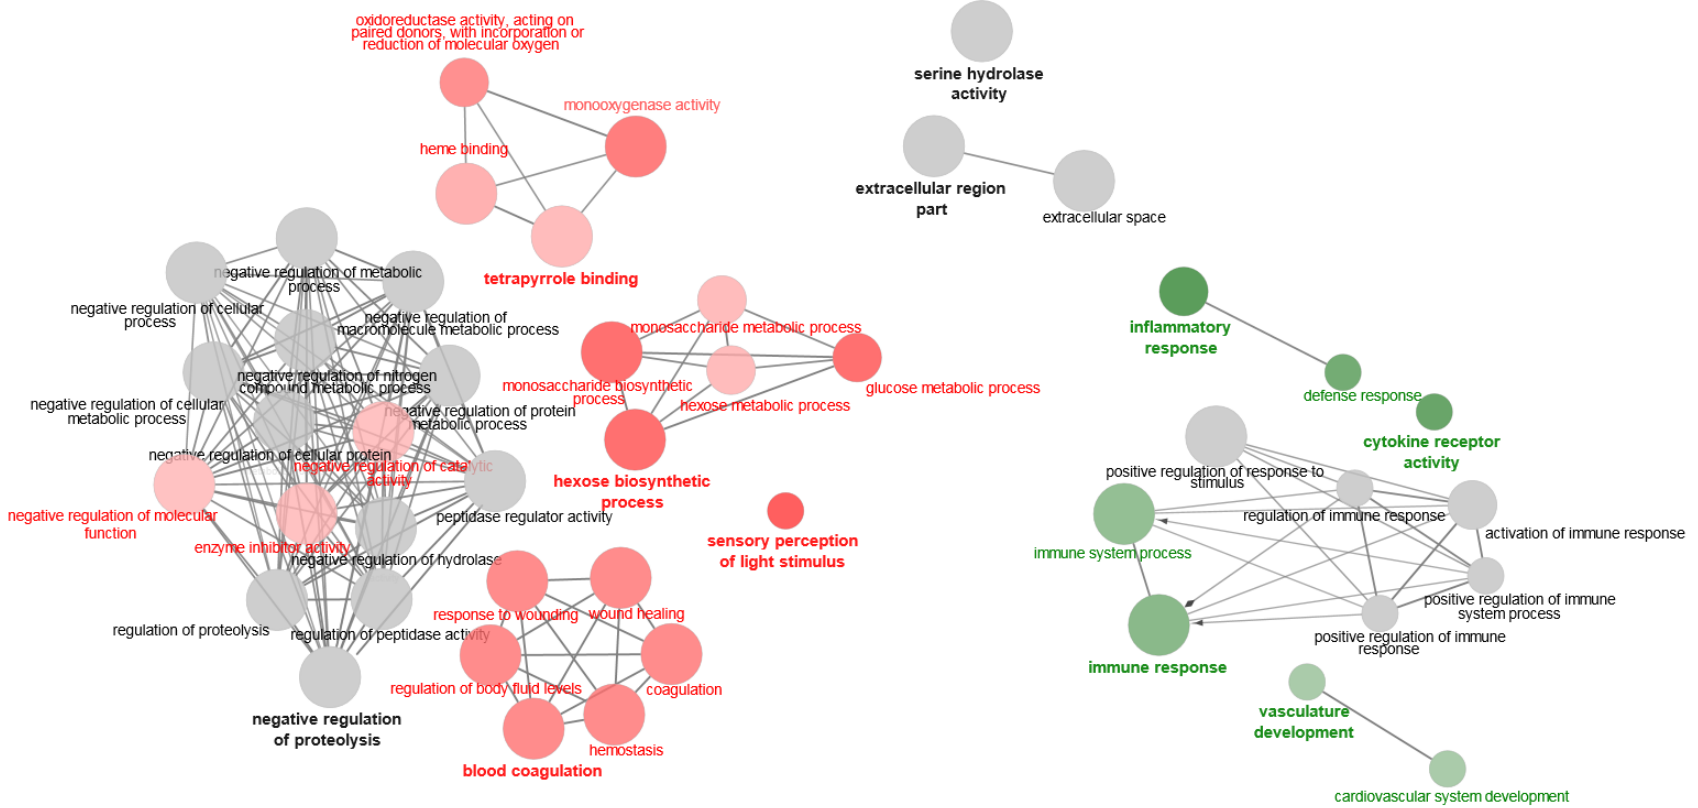 oxidoreductase activity, acting on
paired donors, with incorporation or
reduction of molecular oxygen
monooxygenase activity
heme binding
tetrapyrrole binding
serine hydrolase
activity
extracellular region
part
extracellular space
negative regulation of metabolic
process
negative regulation of cellular
process
negative regulation of
macromolecule metabolic process
negative regulation of nitrogen
compound metabolic process
negative regulation of cellular
metabolic process
negative regulation of protein
metabolic process
negative regulation of cellular protein
negative regulation of catalytic
activity
negative regulation of molecular
function
peptidase regulator activity
enzyme inhibitor activity
negative regulation of hydrolase
regulation of proteolysis
regulation of peptidase activity
negative regulation
of proteolysis
monosaccharide metabolic process
monosaccharide biosynthetic
process
hexose metabolic process
glucose metabolic process
hexose biosynthetic
process
sensory perception
of light stimulus
response to wounding
wound healing
regulation of body fluid levels
coagulation
hemostasis
blood coagulation
inflammatory
response
defense response
cytokine receptor
activity
positive regulation of response to
stimulus
regulation of immune response
activation of immune response
immune system process
positive regulation of immune
system process
positive regulation of immune
response
immune response
vasculature
development
cardiovascular system development